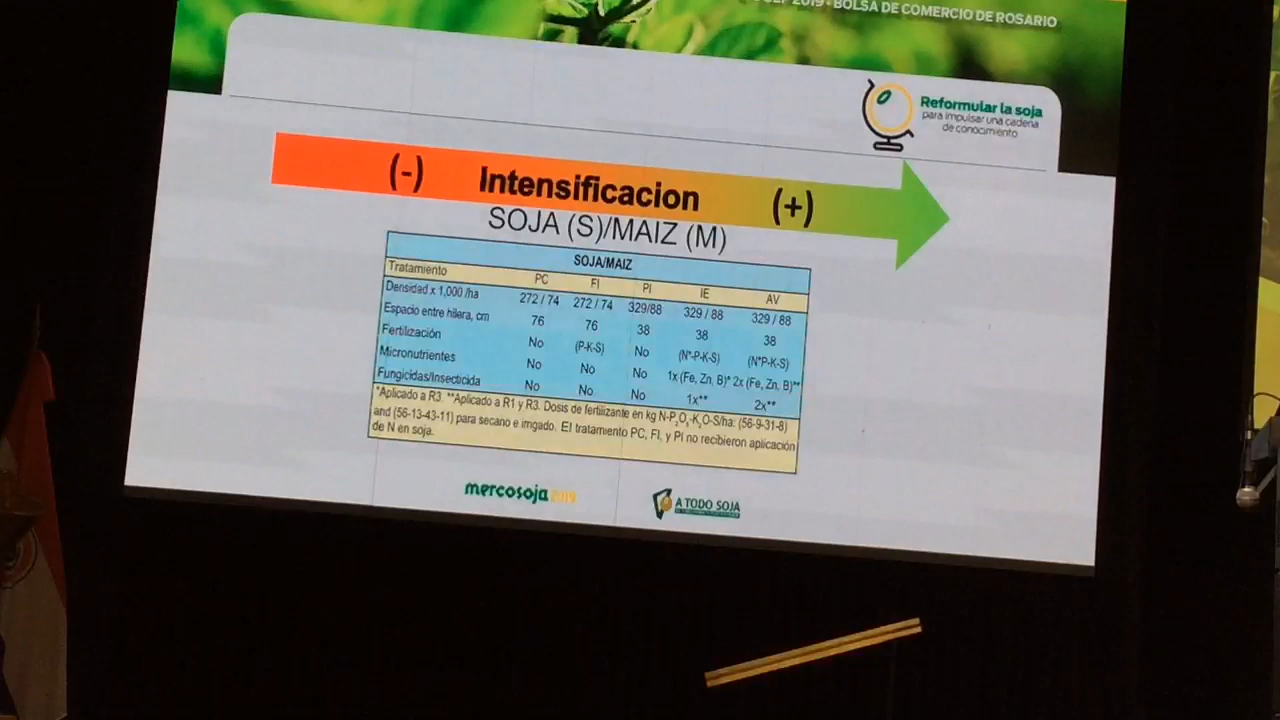 2019 - BOLSA DE COMERCIO DE ROSARIO
Reformular la soja
para impulsar una cadena
de conocimiento
(-) Intensificacion (+)
SOJA (S)/MAIZ (M)
SOJA/MAIZ
Tratamiento PC FI PI IE AV
Densidad x 1,000 /ha 272 / 74 272 / 74 329/88 329 / 88 329 / 88
Espacio entre hilera, cm 76 76 38 38 38
Fertilización No (P-K-S) No (N*-P-K-S) (N*P-K-S)
Micronutrientes No No No 1x (Fe, Zn, B)* 2x (Fe, Zn, B)**
Fungicidas/Insecticida No No No 1x** 2x**
*Aplicado a R3. **Aplicado a R1 y R3. Dosis de fertilizante en kg N-P₂O₅-K₂O-S/ha: (56-9-31-8)
and (56-13-43-11) para secano e irrigado. El tratamiento PC, FI, y PI no recibieron aplicación
de N en soja.
mercosoja 2019
A TODO SOJA